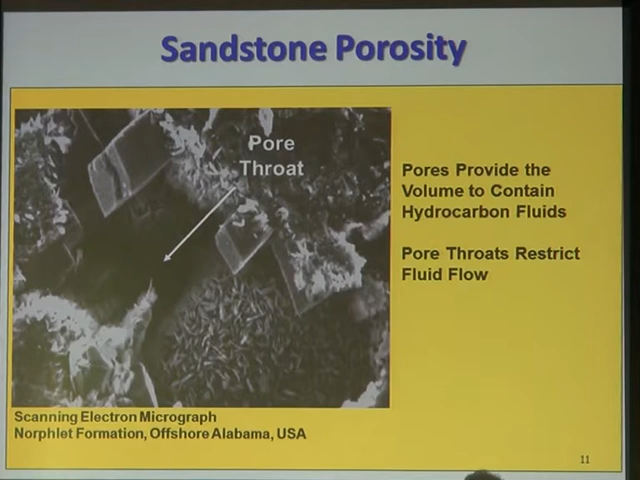 Sandstone Porosity
Pore
Throat
Pores Provide the
Volume to Contain
Hydrocarbon Fluids
Pore Throats Restrict
Fluid Flow
Scanning Electron Micrograph
Norphlet Formation, Offshore Alabama, USA
11